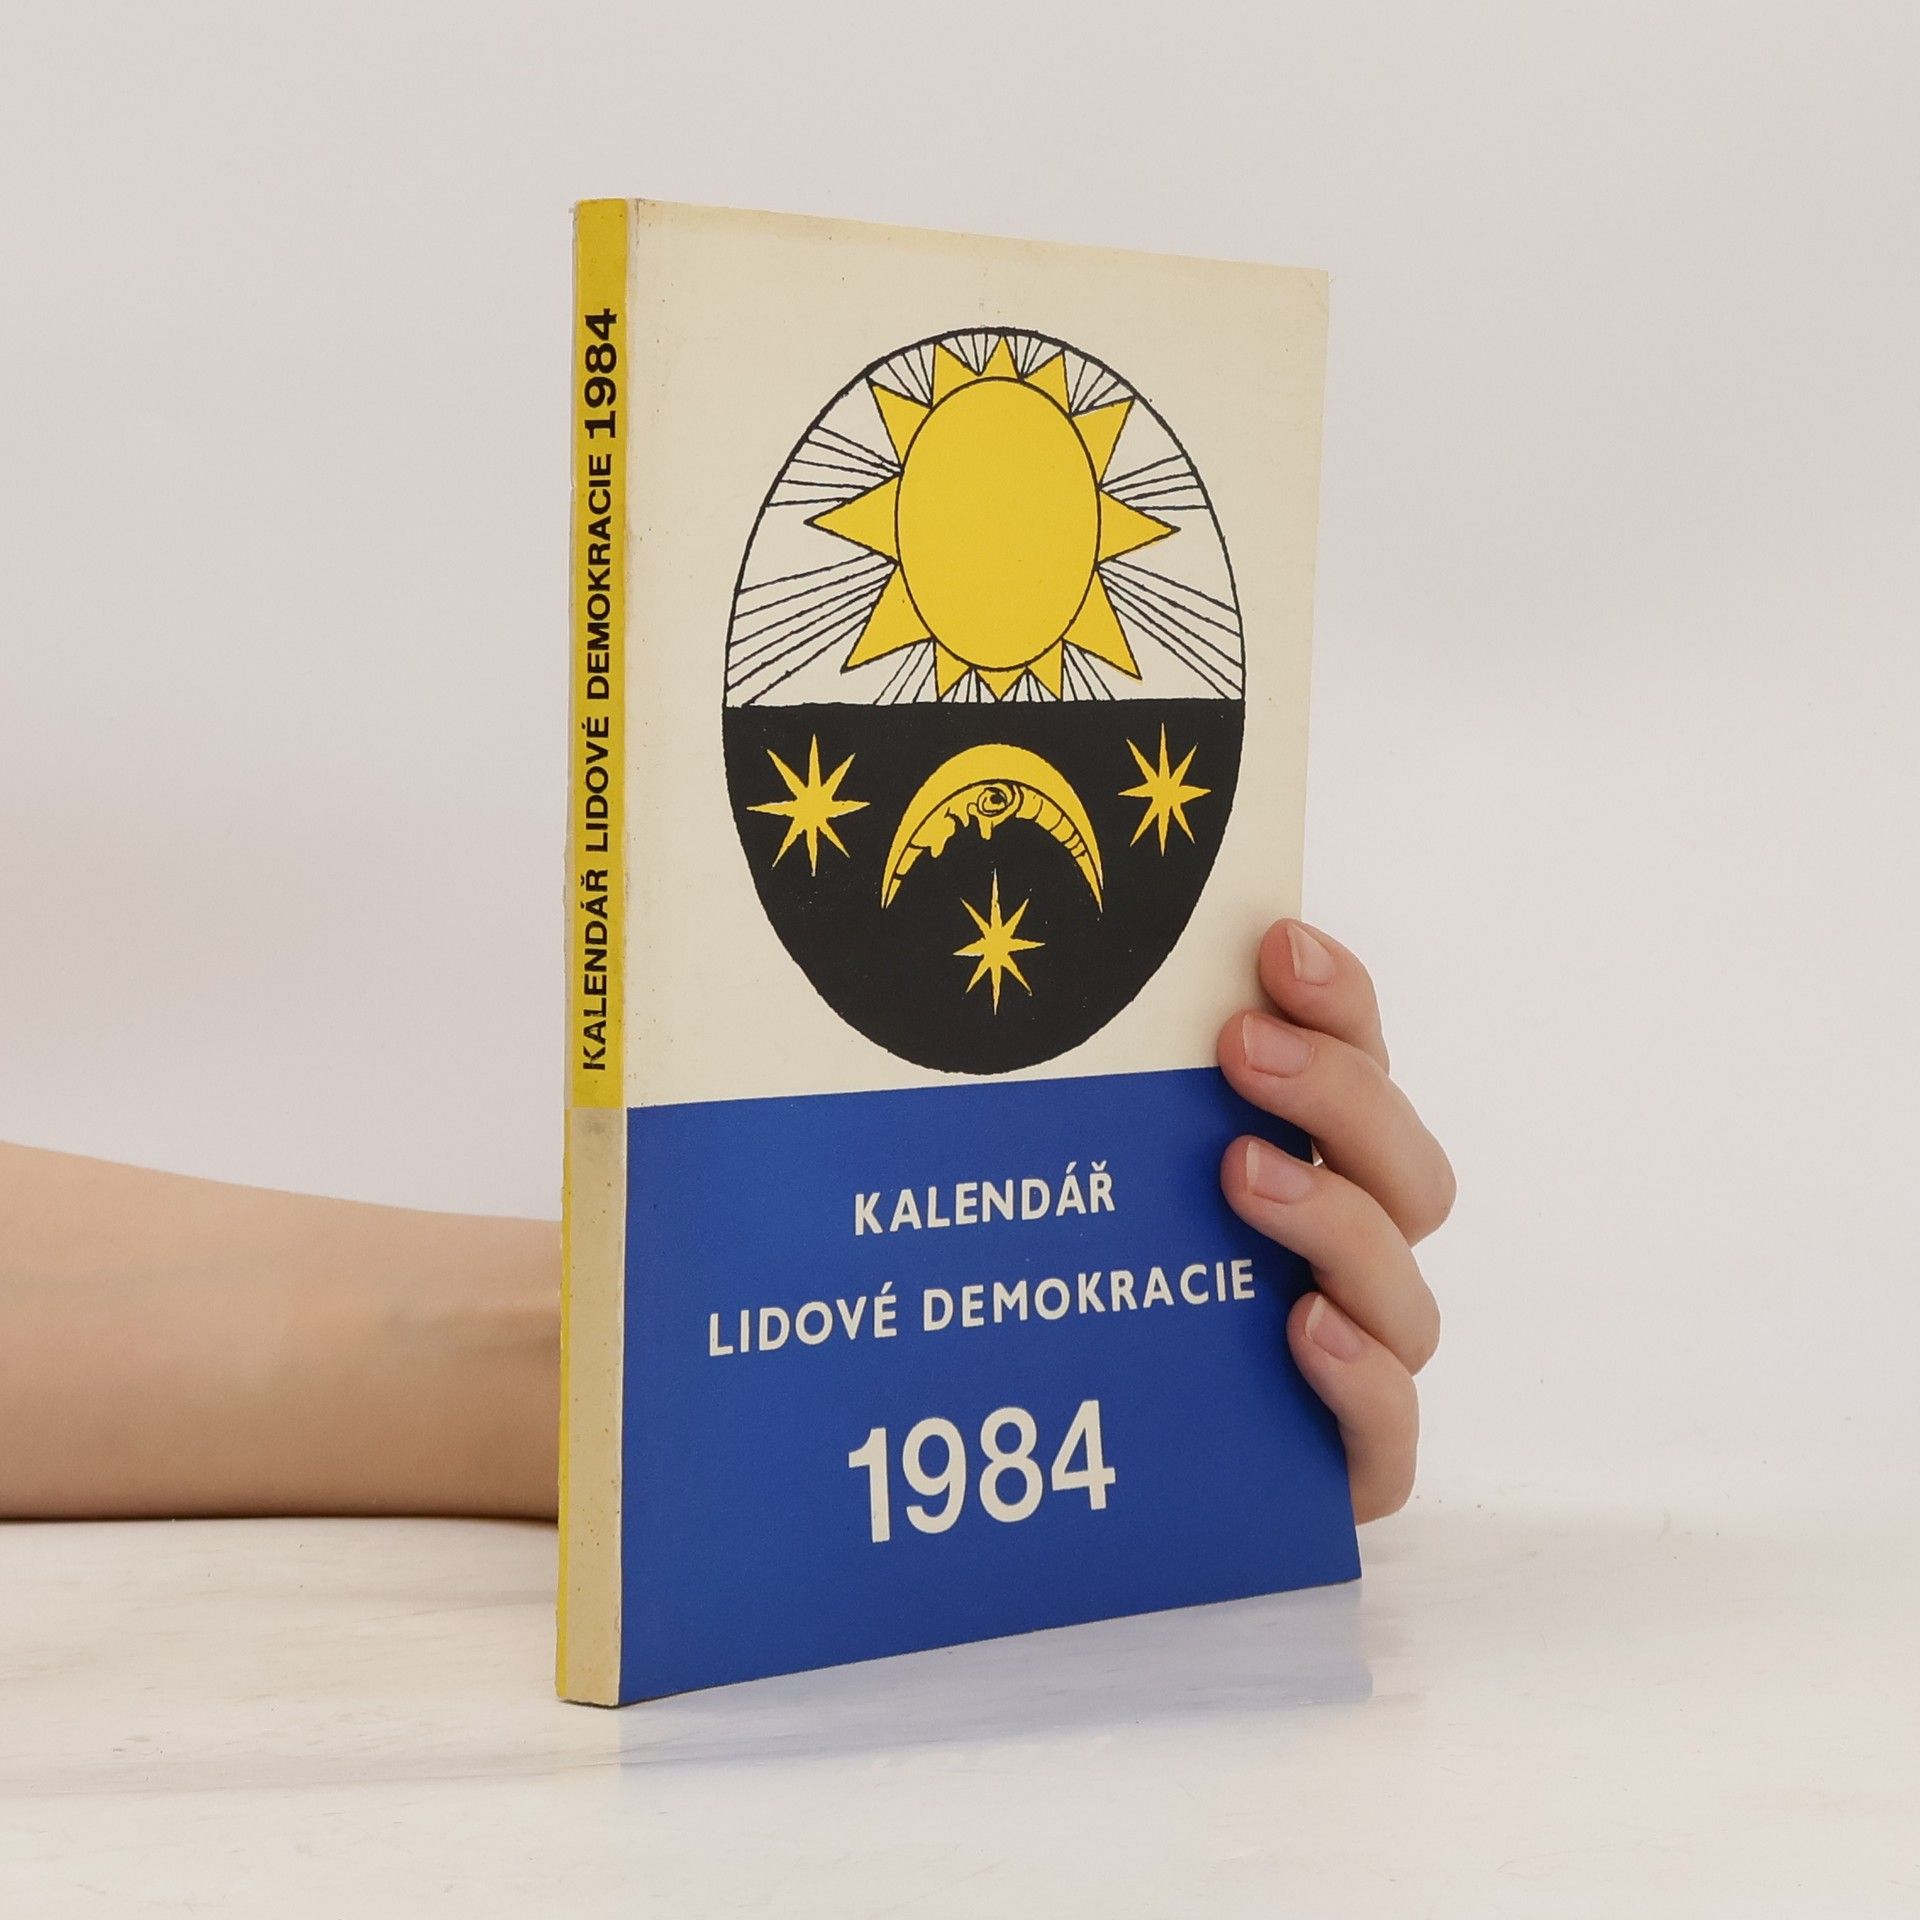 KALENDÁŘ LIDOVÉ DEMOKRACIE 1984
KALENDÁŘ
LIDOVÉ DEMOKRACIE
1984